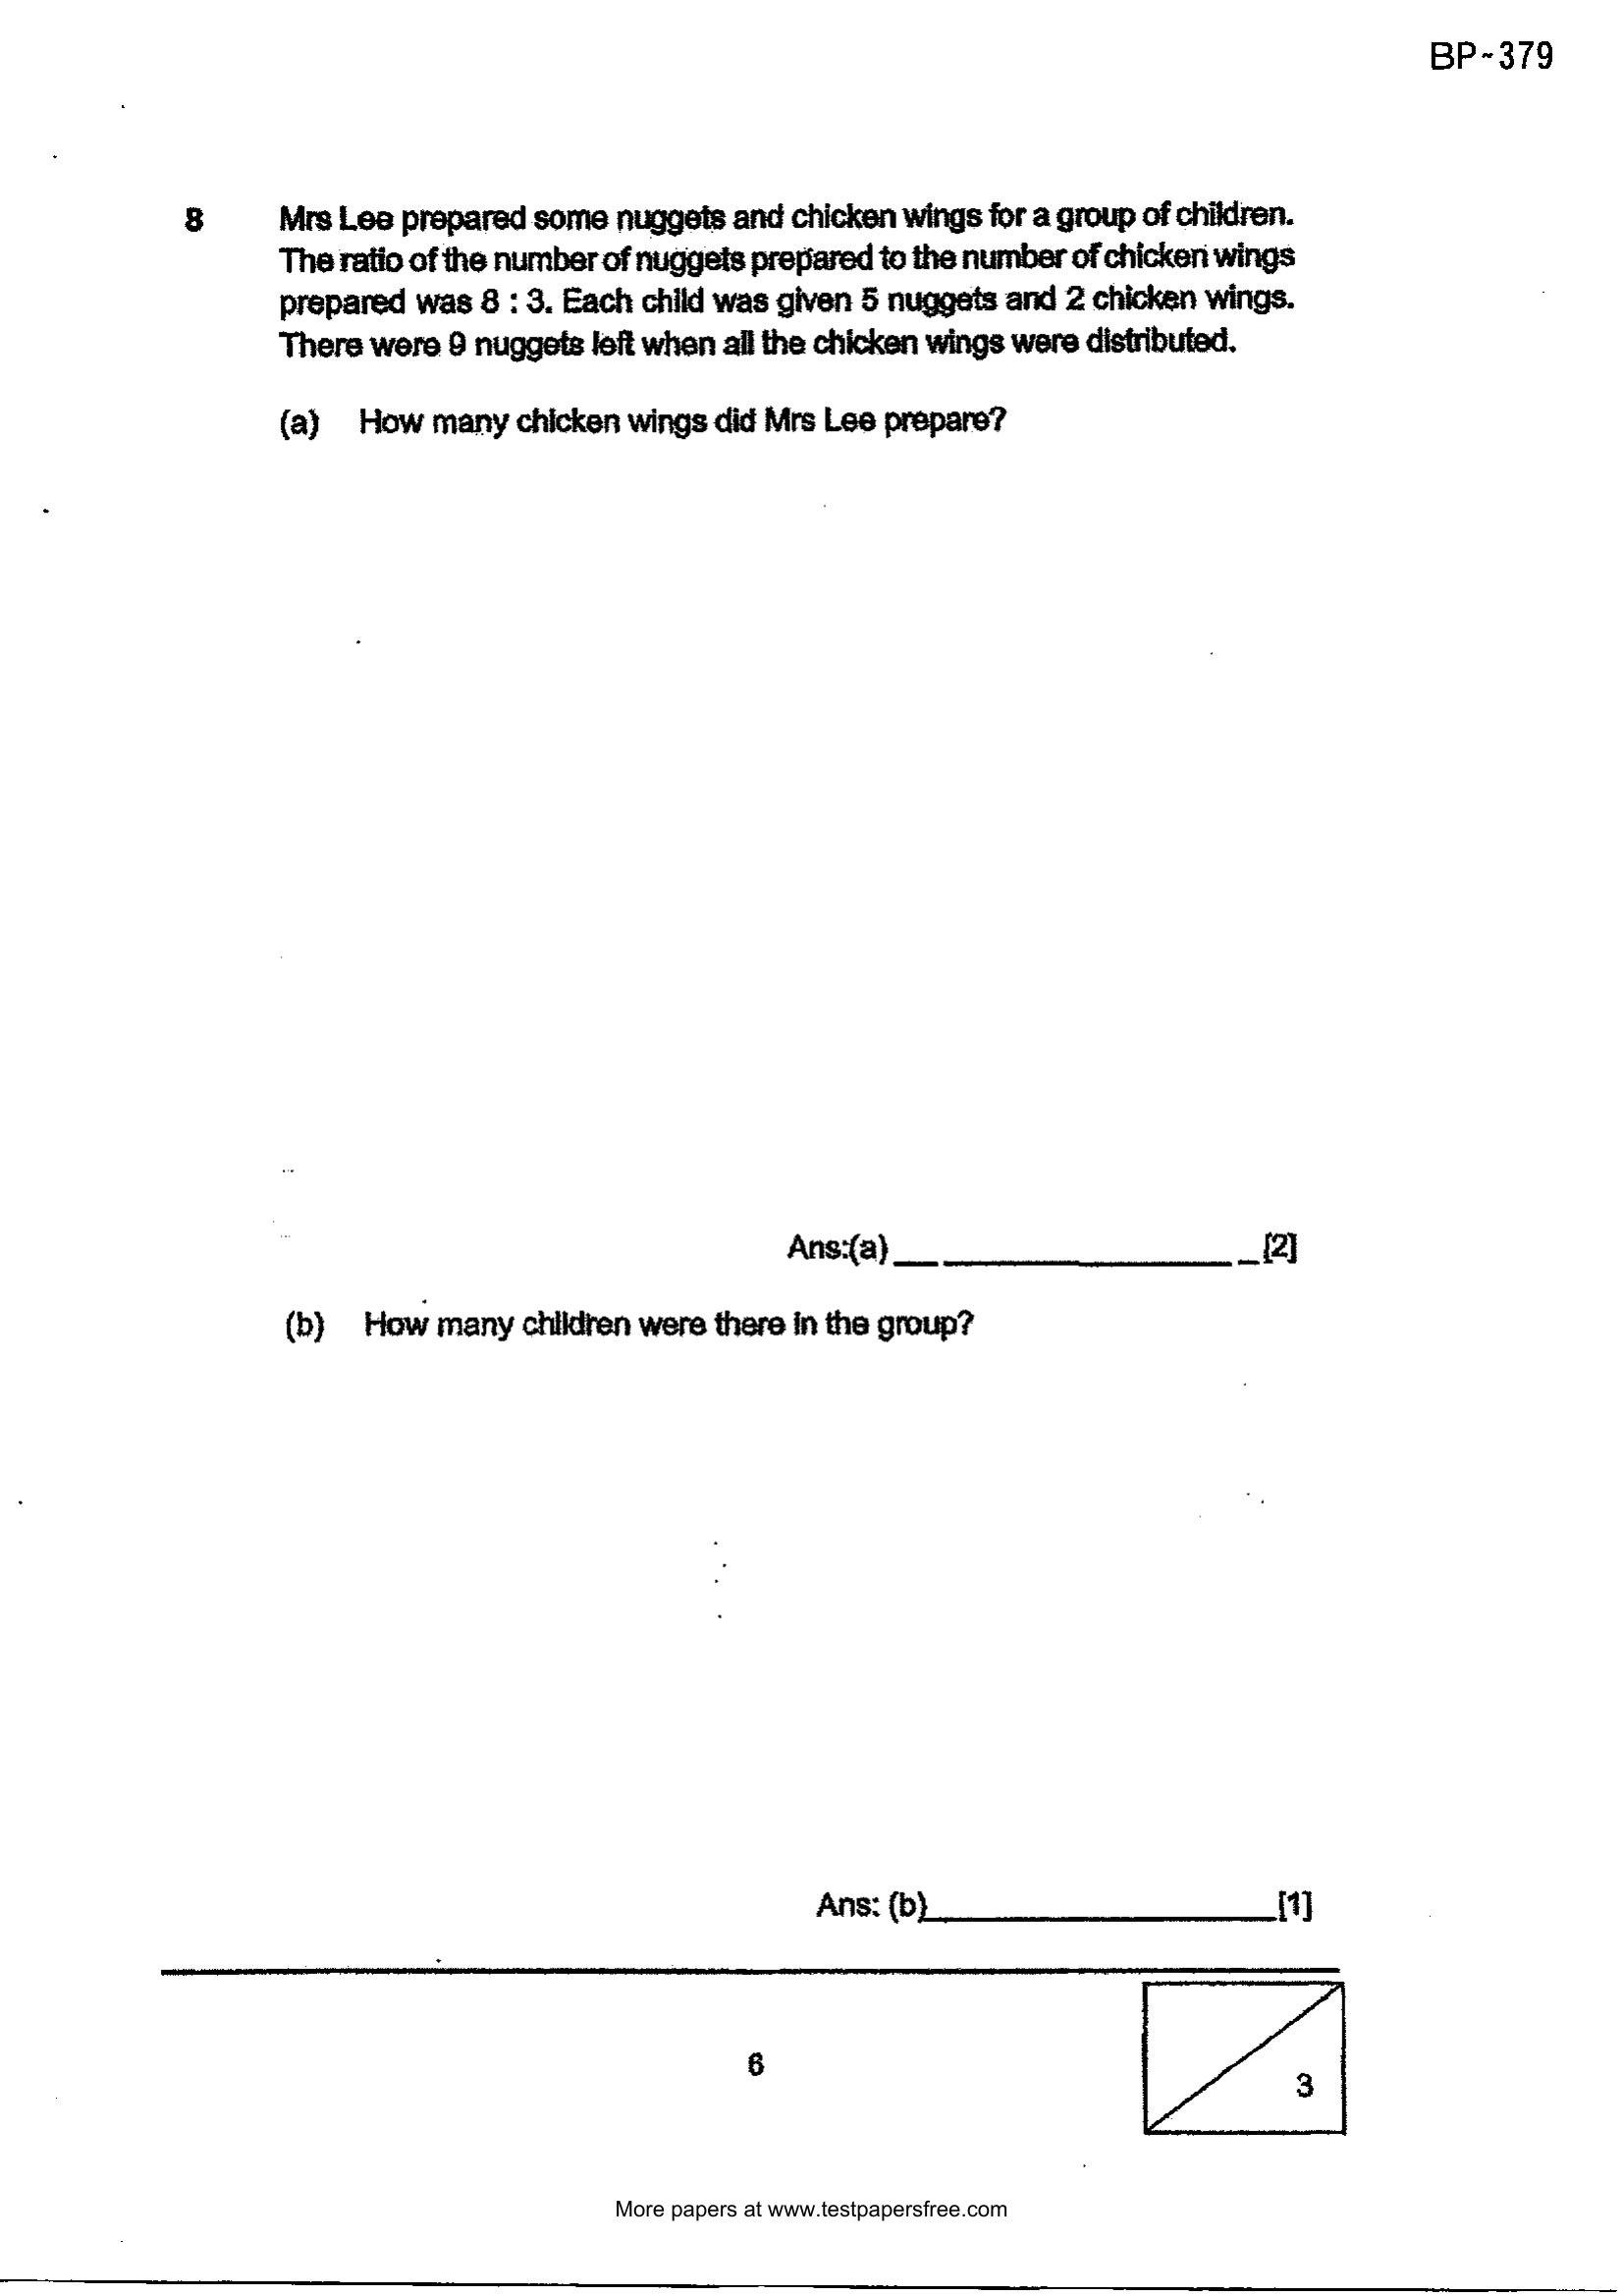 BP-379
8 Mrs Lee prepared some nuggets and chicken wings for a group of children.
The ratio of the number of nuggets prepared to the number of chicken wings
prepared was 8 : 3. Each child was given 5 nuggets and 2 chicken wings.
There were 9 nuggets left when all the chicken wings were distributed.
(a) How many chicken wings did Mrs Lee prepare?
Ans:(a) ____________________ [2]
(b) How many children were there in the group?
Ans: (b)____________________[1]
6
3
More papers at www.testpapersfree.com